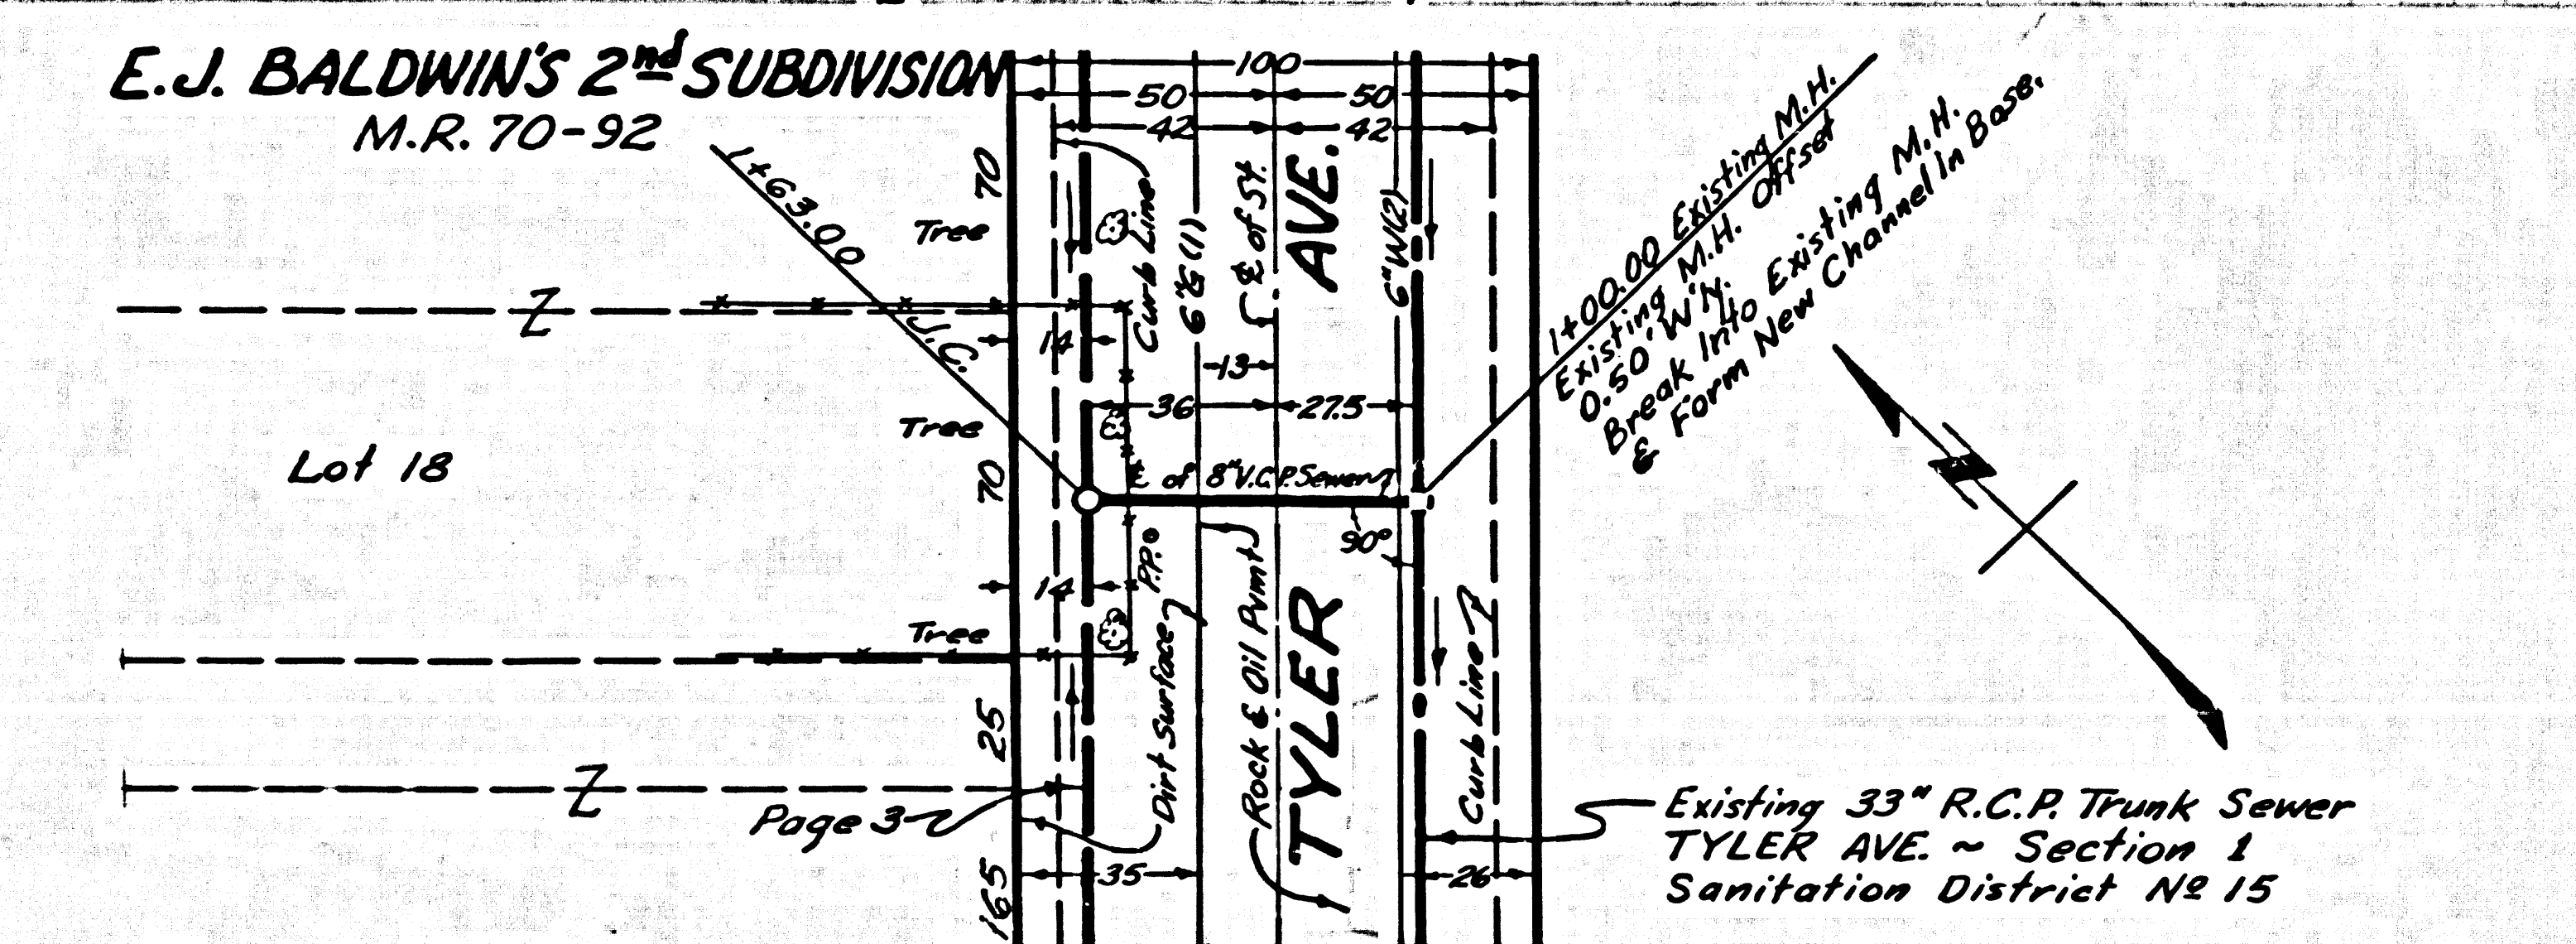 E.J. BALDWIN'S 2nd SUBDIVISION
M.R. 70-92
100
50 50
42 42
1+63.00
J.C.
70
Tree
Curb Line
6"G(1)
℄ of St.
AVE.
6"W(2)
1+00.00 Existing M.H.
Existing M.H. Offset
0.50' W'ly.
Break Into Existing M.H.
& Form New Channel In Base.
14
13
36 27.5
Tree
Lot 18
70
℄ of 8" V.C.P. Sewer
90°
N
14
P.P.
Tree
Dirt Surface
Rock & Oil Pvmt
TYLER
Curb Line
25
Page 3
35
26
165
Existing 33" R.C.P. Trunk Sewer
TYLER AVE. ~ Section 1
Sanitation District Nº 15